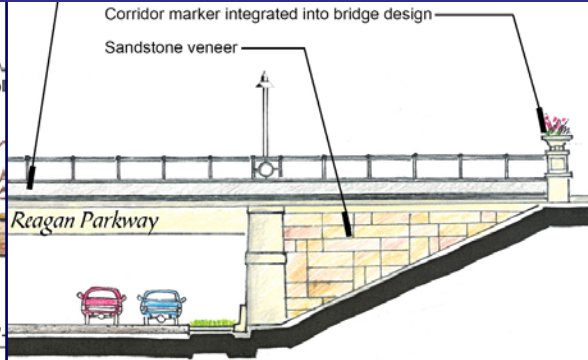 Corridor marker integrated into bridge design
Sandstone veneer
Reagan Parkway